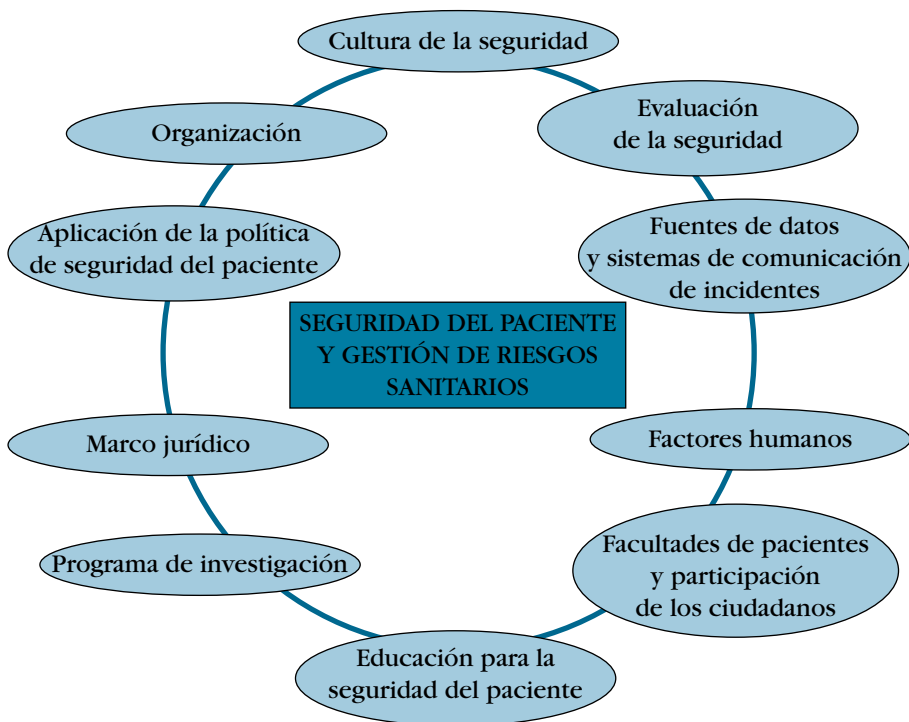 Cultura de la seguridad
Evaluación
de la seguridad
Fuentes de datos
y sistemas de comunicación
de incidentes
Factores humanos
Facultades de pacientes
y participación
de los ciudadanos
Educación para la
seguridad del paciente
Programa de investigación
Marco jurídico
Aplicación de la política
de seguridad del paciente
Organización
SEGURIDAD DEL PACIENTE
Y GESTIÓN DE RIESGOS
SANITARIOS